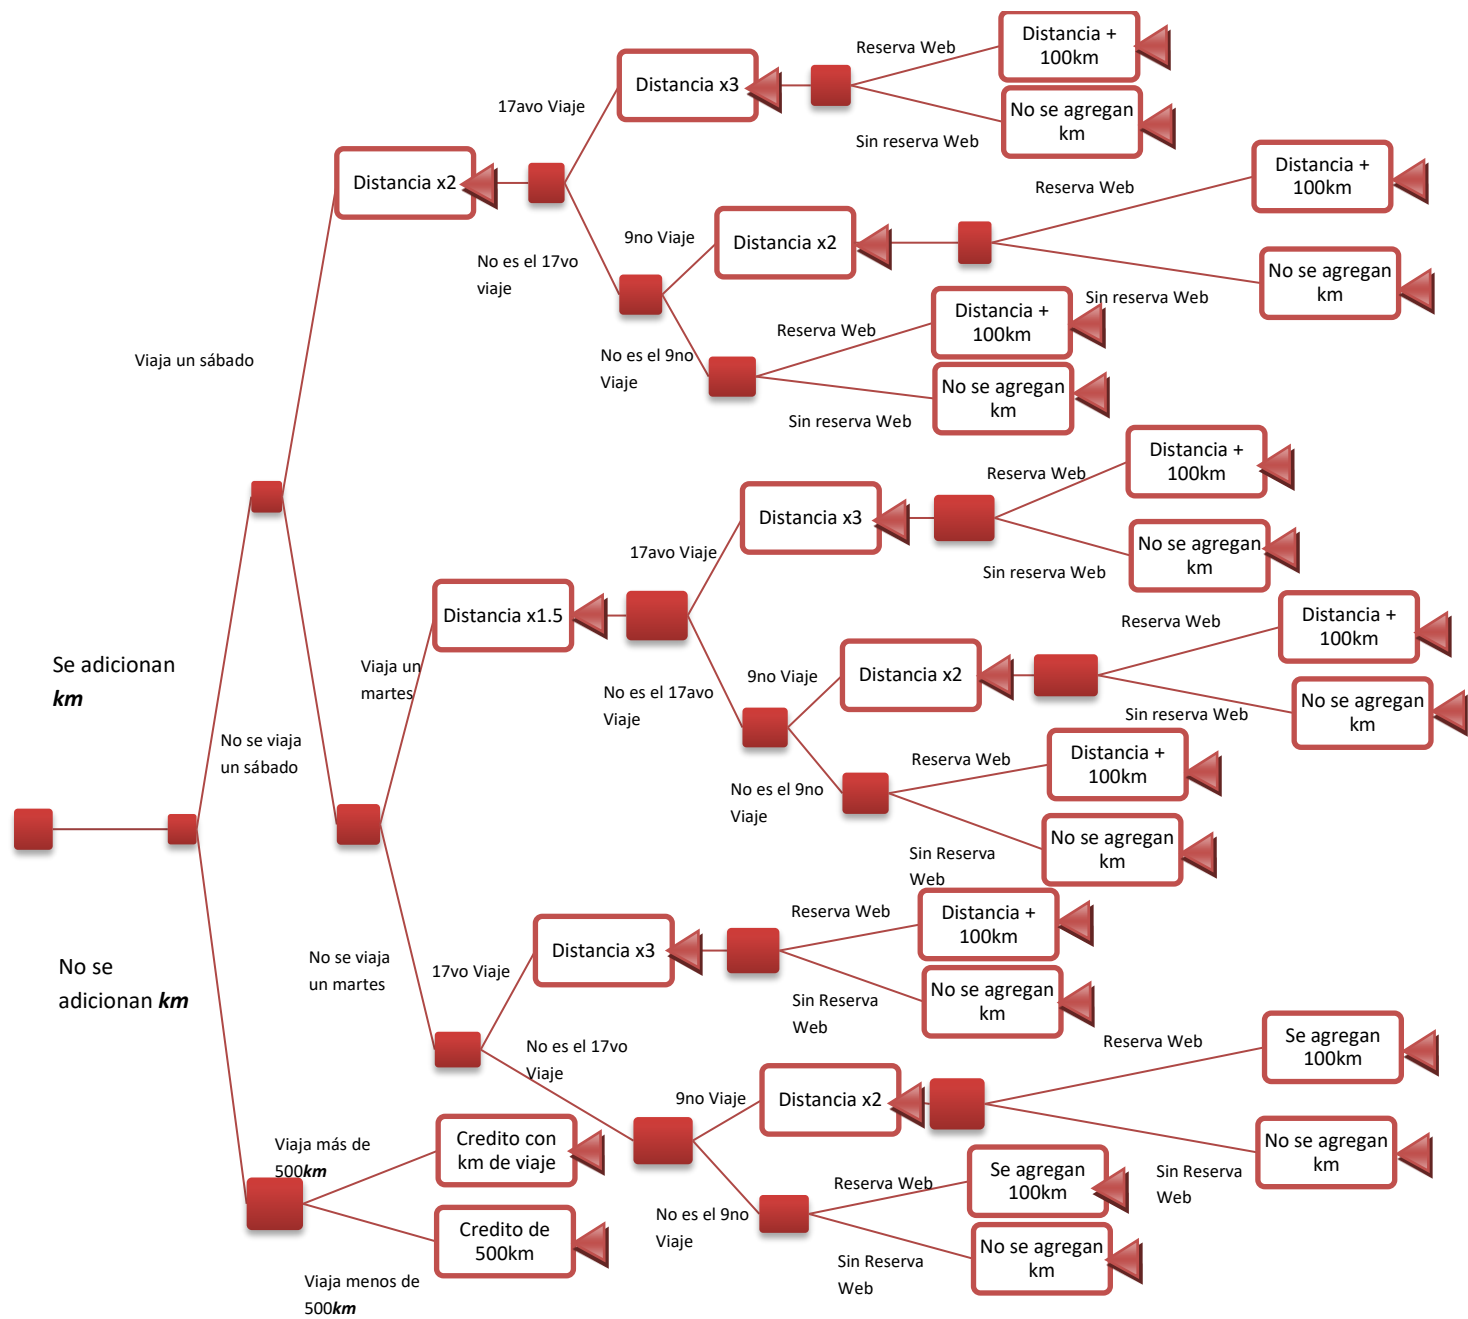 Reserva Web
Distancia +
100km
Distancia x3
17avo Viaje
No se agregan
km
Sin reserva Web
Distancia x2
Reserva Web
Distancia +
100km
9no Viaje
Distancia x2
No es el 17vo
viaje
No se agregan
km
Sin reserva Web
Distancia +
100km
Reserva Web
No es el 9no
Viaje
Viaja un sábado
No se agregan
km
Sin reserva Web
Distancia +
100km
Reserva Web
Distancia x3
17avo Viaje
No se agregan
km
Sin reserva Web
Distancia x1.5
Reserva Web
Distancia +
100km
Se adicionan
km
Viaja un
martes
9no Viaje
Distancia x2
No es el 17avo
Viaje
No se agregan
km
Sin reserva Web
No se viaja
un sábado
Reserva Web
Distancia +
100km
No es el 9no
Viaje
No se agregan
km
Sin Reserva
Web
Reserva Web
Distancia +
100km
Distancia x3
No se viaja
un martes
17vo Viaje
No se
adicionan km
No se agregan
km
Sin Reserva
Web
No es el 17vo
Viaje
Reserva Web
Se agregan
100km
9no Viaje
Distancia x2
Viaja más de
500km
Credito con
km de viaje
No se agregan
km
Sin Reserva
Web
Reserva Web
Se agregan
100km
No es el 9no
Viaje
Credito de
500km
No se agregan
km
Sin Reserva
Web
Viaja menos de
500km